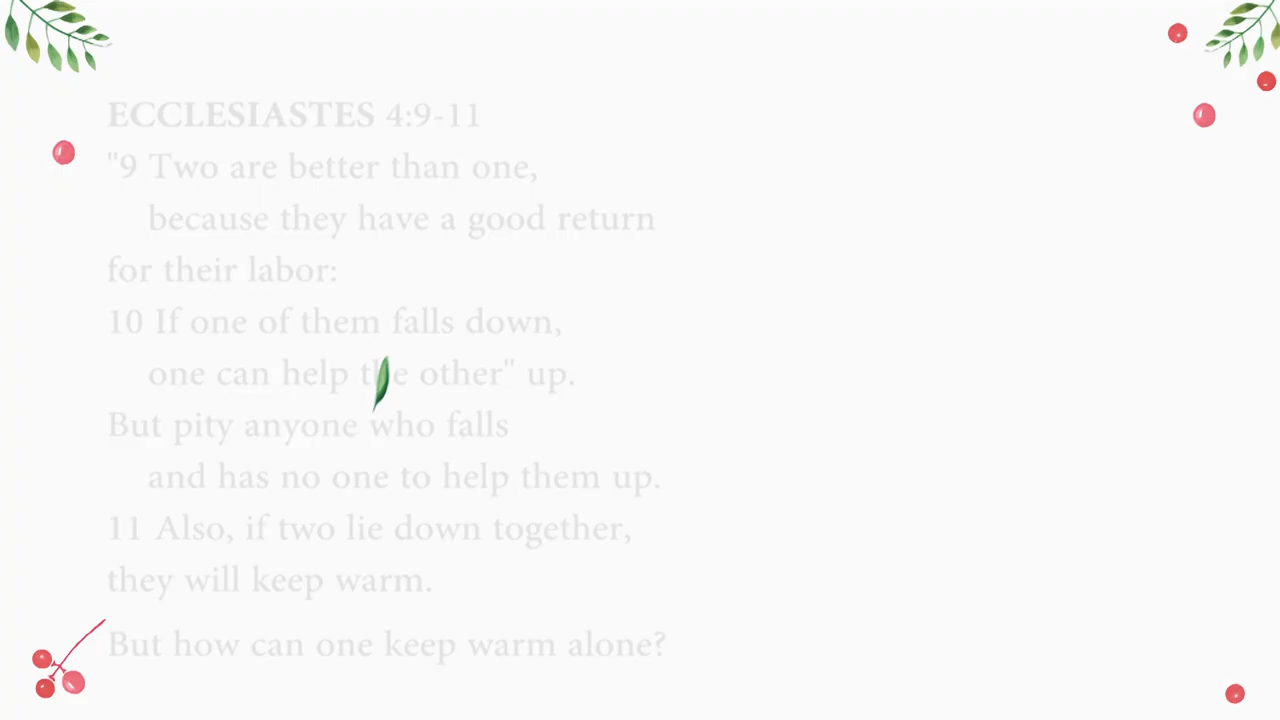 ECCLESIASTES 4:9-11
"9 Two are better than one,
because they have a good return
for their labor:
10 If one of them falls down,
one can help the other" up.
But pity anyone who falls
and has no one to help them up.
11 Also, if two lie down together,
they will keep warm.
But how can one keep warm alone?